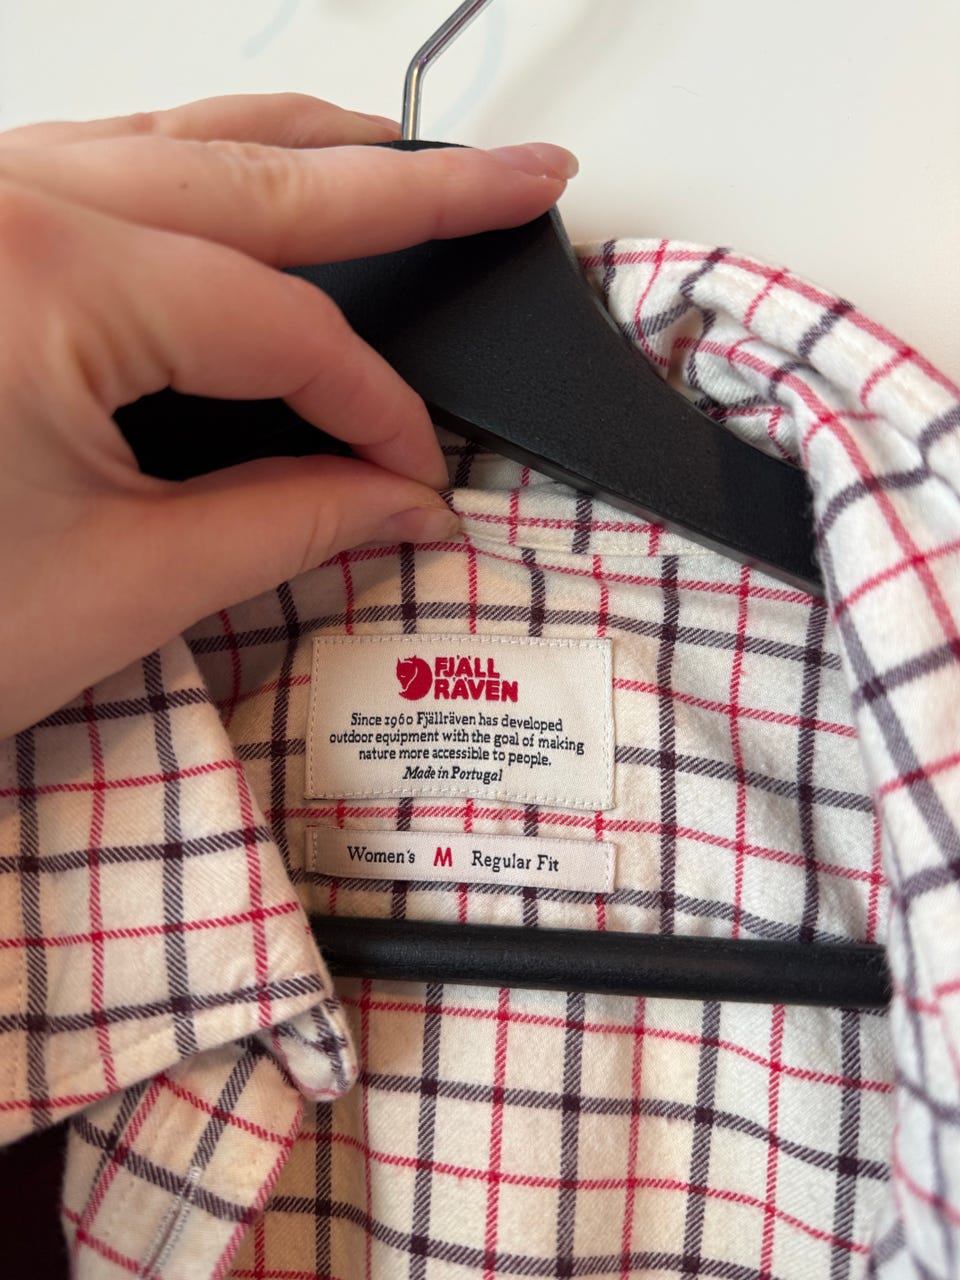 FJÄLL
RÄVEN
Since 1960 Fjällräven has developed
outdoor equipment with the goal of making
nature more accessible to people.
Made in Portugal
Women's M Regular Fit